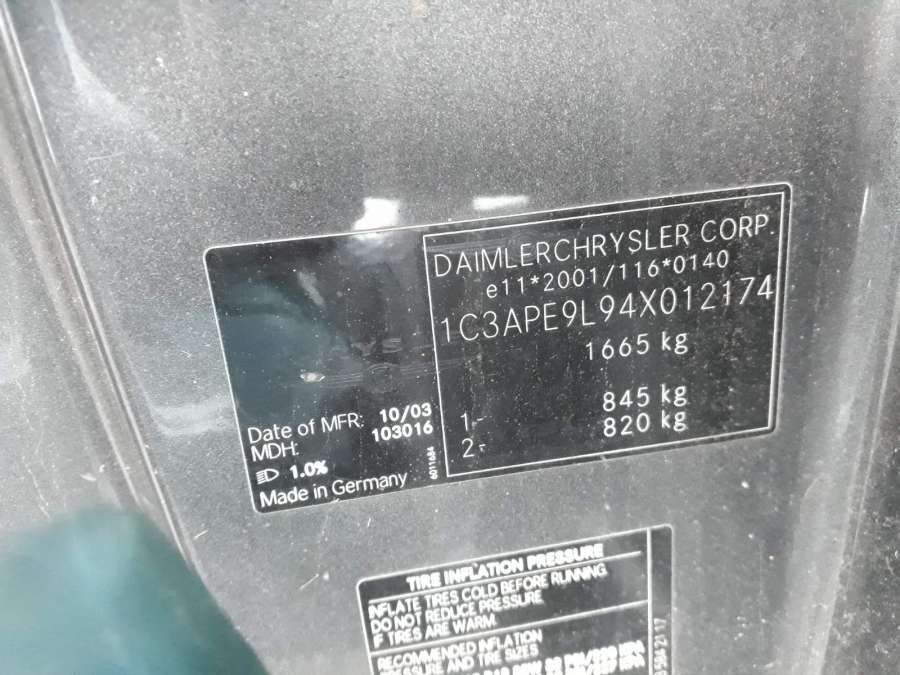 DAIMLERCHRYSLER CORP.
e11*2001/116*0140
1C3APE9L94X012174
1665 kg
1- 845 kg
2- 820 kg
Date of MFR: 10/03
MDH: 103016
1.0%
Made in Germany
6011684
TIRE INFLATION PRESSURE
INFLATE TIRES COLD BEFORE RUNNING.
DO NOT REDUCE PRESSURE
IF TIRES ARE WARM.
RECOMMENDED INFLATION
PRESSURE AND TIRE SIZES